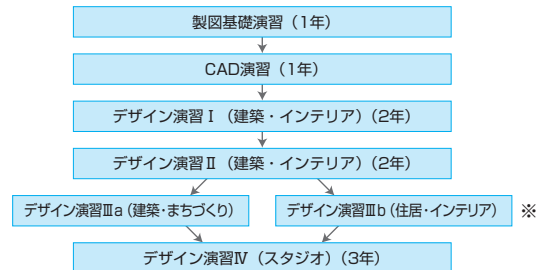 製図基礎演習（1年）
CAD演習（1年）
デザイン演習Ⅰ（建築・インテリア）（2年）
デザイン演習Ⅱ（建築・インテリア）（2年）
デザイン演習Ⅲa（建築・まちづくり） デザイン演習Ⅲb（住居・インテリア） ※
デザイン演習Ⅳ（スタジオ）（3年）